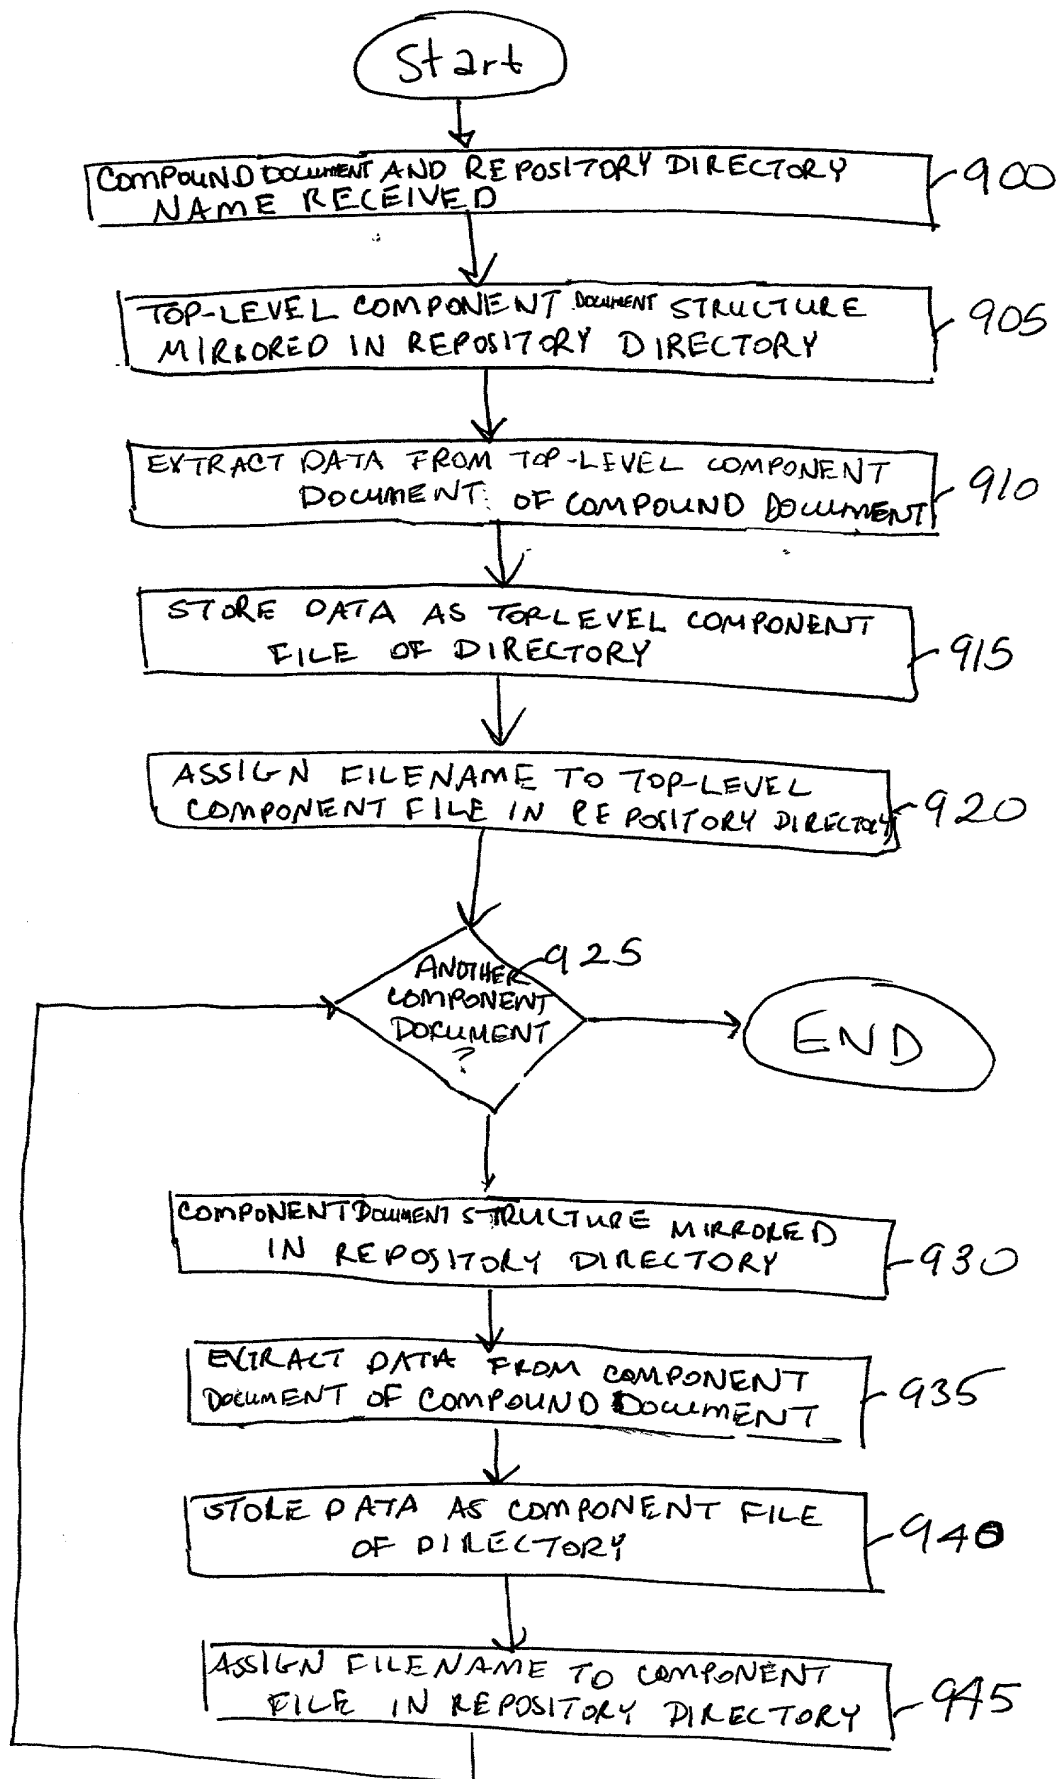 Start
COMPOUND DOCUMENT AND REPOSITORY DIRECTORY
NAME RECEIVED
900
TOP-LEVEL COMPONENT DOCUMENT STRUCTURE
MIRRORED IN REPOSITORY DIRECTORY
905
EXTRACT DATA FROM TOP-LEVEL COMPONENT
DOCUMENT OF COMPOUND DOCUMENT
910
STORE DATA AS TOP LEVEL COMPONENT
FILE OF DIRECTORY
915
ASSIGN FILENAME TO TOP-LEVEL
COMPONENT FILE IN REPOSITORY DIRECTORY
920
925
ANOTHER
COMPONENT
DOCUMENT
?
END
COMPONENT DOCUMENT STRUCTURE MIRRORED
IN REPOSITORY DIRECTORY
930
EXTRACT DATA FROM COMPONENT
DOCUMENT OF COMPOUND DOCUMENT
935
STORE DATA AS COMPONENT FILE
OF DIRECTORY
940
ASSIGN FILENAME TO COMPONENT
FILE IN REPOSITORY DIRECTORY
945